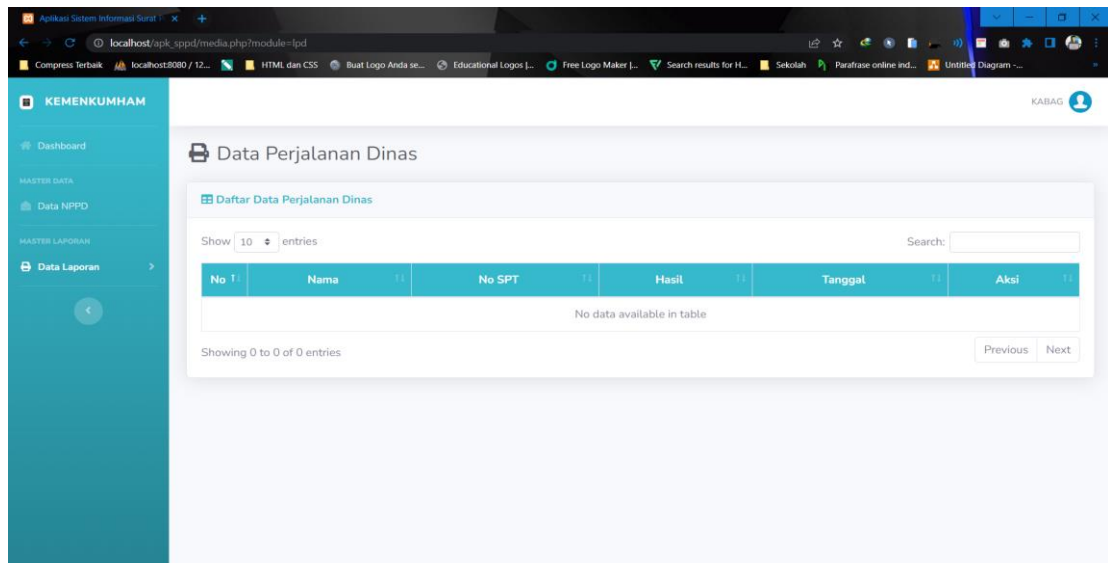 Aplikasi Sistem Informasi Surat P
localhost/apk_sppd/media.php?module=lpd
Compress Terbaik localhost:8080 / 12... HTML dan CSS Buat Logo Anda se... Educational Logos |... Free Logo Maker |... Search results for H... Sekolah Parafrase online ind... Untitled Diagram -...
KEMENKUMHAM
KABAG
Dashboard
Data Perjalanan Dinas
MASTER DATA
Data NPPD
Daftar Data Perjalanan Dinas
MASTER LAPORAN
Data Laporan
Show 10 entries
Search:
No Nama No SPT Hasil Tanggal Aksi
No data available in table
Showing 0 to 0 of 0 entries
Previous Next